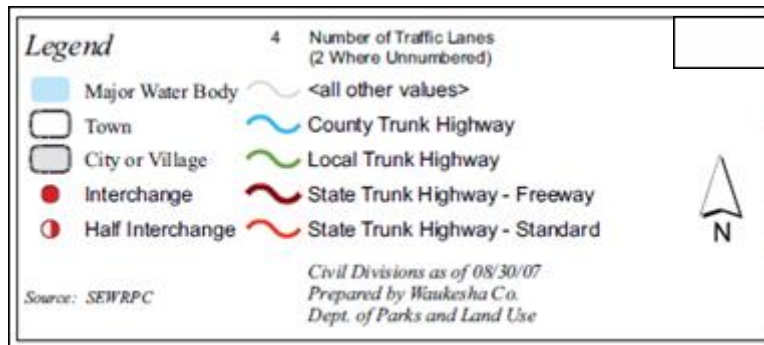 Legend
4 Number of Traffic Lanes
(2 Where Unnumbered)
Major Water Body <all other values>
Town County Trunk Highway
City or Village Local Trunk Highway
Interchange State Trunk Highway - Freeway
Half Interchange State Trunk Highway - Standard
N
Civil Divisions as of 08/30/07
Source: SEWRPC Prepared by Waukesha Co.
Dept. of Parks and Land Use